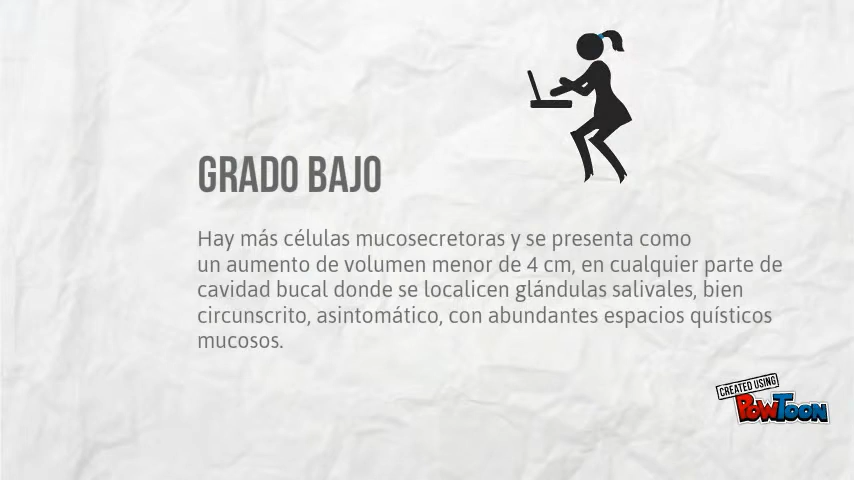 GRADO BAJO
Hay más células mucosecretoras y se presenta como
un aumento de volumen menor de 4 cm, en cualquier parte de
cavidad bucal donde se localicen glándulas salivales, bien
circunscrito, asintomático, con abundantes espacios quísticos
mucosos.
CREATED USING
POWTOON